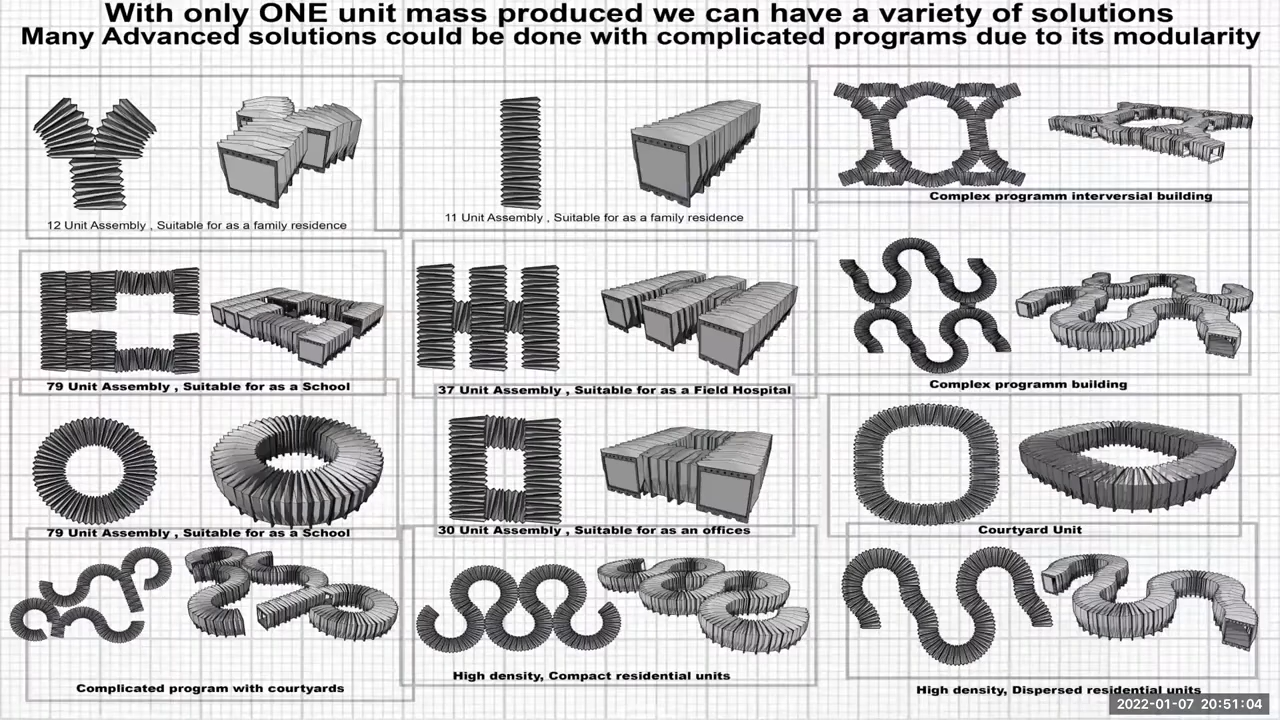 With only ONE unit mass produced we can have a variety of solutions
Many Advanced solutions could be done with complicated programs due to its modularity
12 Unit Assembly , Suitable for as a family residence
11 Unit Assembly , Suitable for as a family residence
Complex programm interversial building
79 Unit Assembly , Suitable for as a School
37 Unit Assembly , Suitable for as a Field Hospital
Complex programm building
79 Unit Assembly , Suitable for as a School
30 Unit Assembly , Suitable for as an offices
Courtyard Unit
Complicated program with courtyards
High density, Compact residential units
High density, Dispersed residential units
2022-01-07 20:51:04